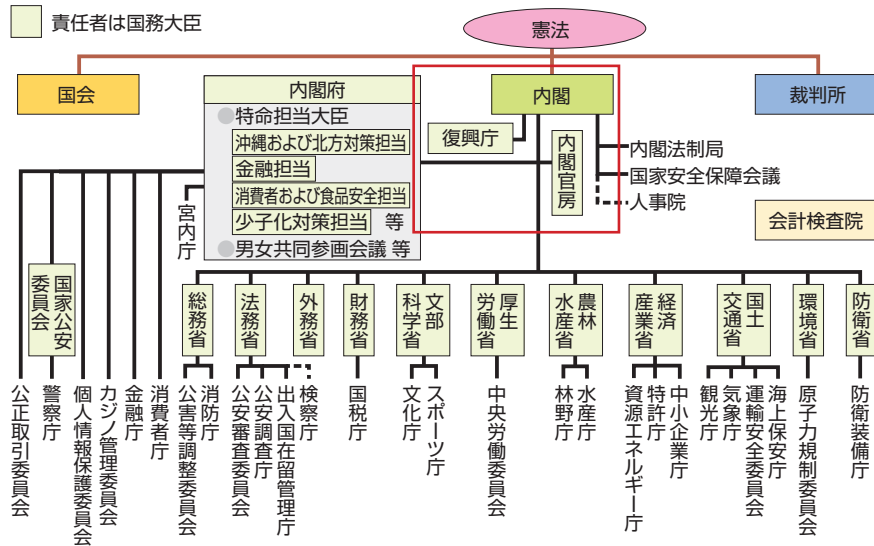 責任者は国務大臣
憲法
国会
内閣
裁判所
内閣府
●特命担当大臣
沖縄および北方対策担当
金融担当
消費者および食品安全担当
少子化対策担当 等
●男女共同参画会議 等
復興庁
内閣官房
内閣法制局
国家安全保障会議
人事院
会計検査院
宮内庁
国家公安委員会
総務省
法務省
外務省
財務省
文部科学省
厚生労働省
農林水産省
経済産業省
国土交通省
環境省
防衛省
公正取引委員会
警察庁
個人情報保護委員会
カジノ管理委員会
金融庁
消費者庁
公害等調整委員会
消防庁
公安審査委員会
公安調査庁
出入国在留管理庁
検察庁
国税庁
文化庁
スポーツ庁
中央労働委員会
林野庁
水産庁
資源エネルギー庁
特許庁
中小企業庁
観光庁
気象庁
運輸安全委員会
海上保安庁
原子力規制委員会
防衛装備庁